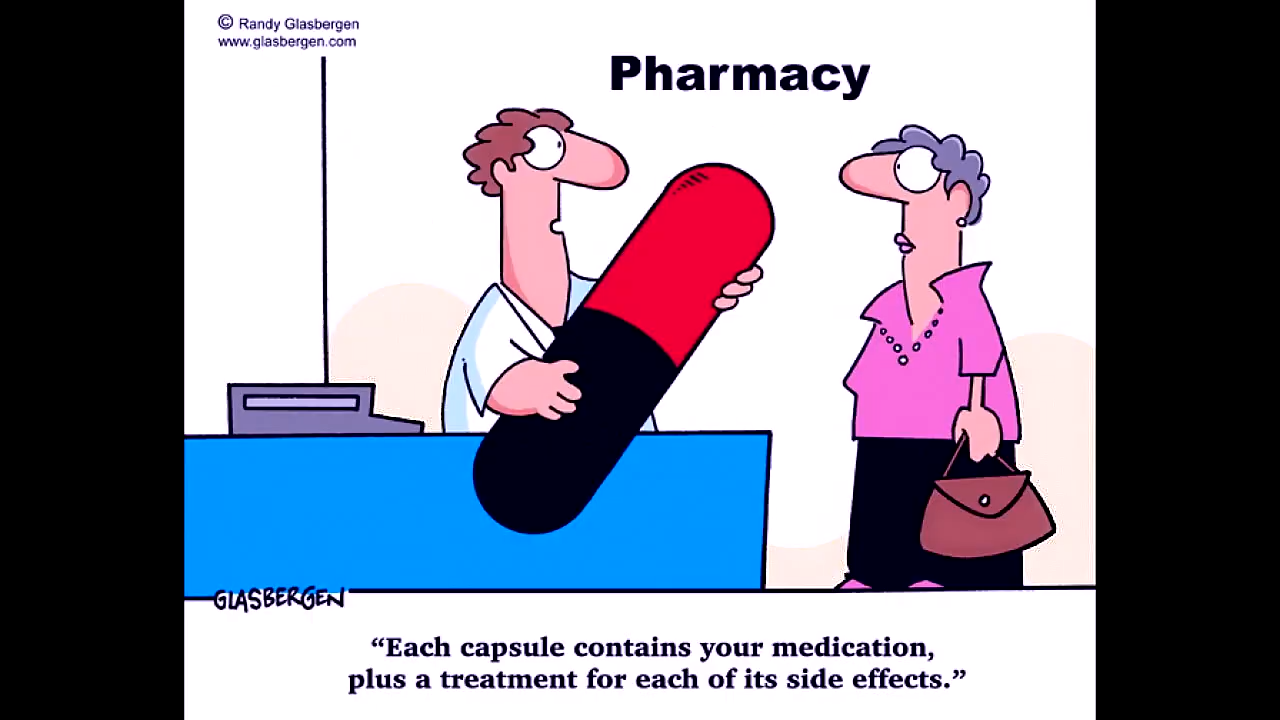 © Randy Glasbergen
www.glasbergen.com
Pharmacy
GLASBERGEN
“Each capsule contains your medication,
plus a treatment for each of its side effects.”